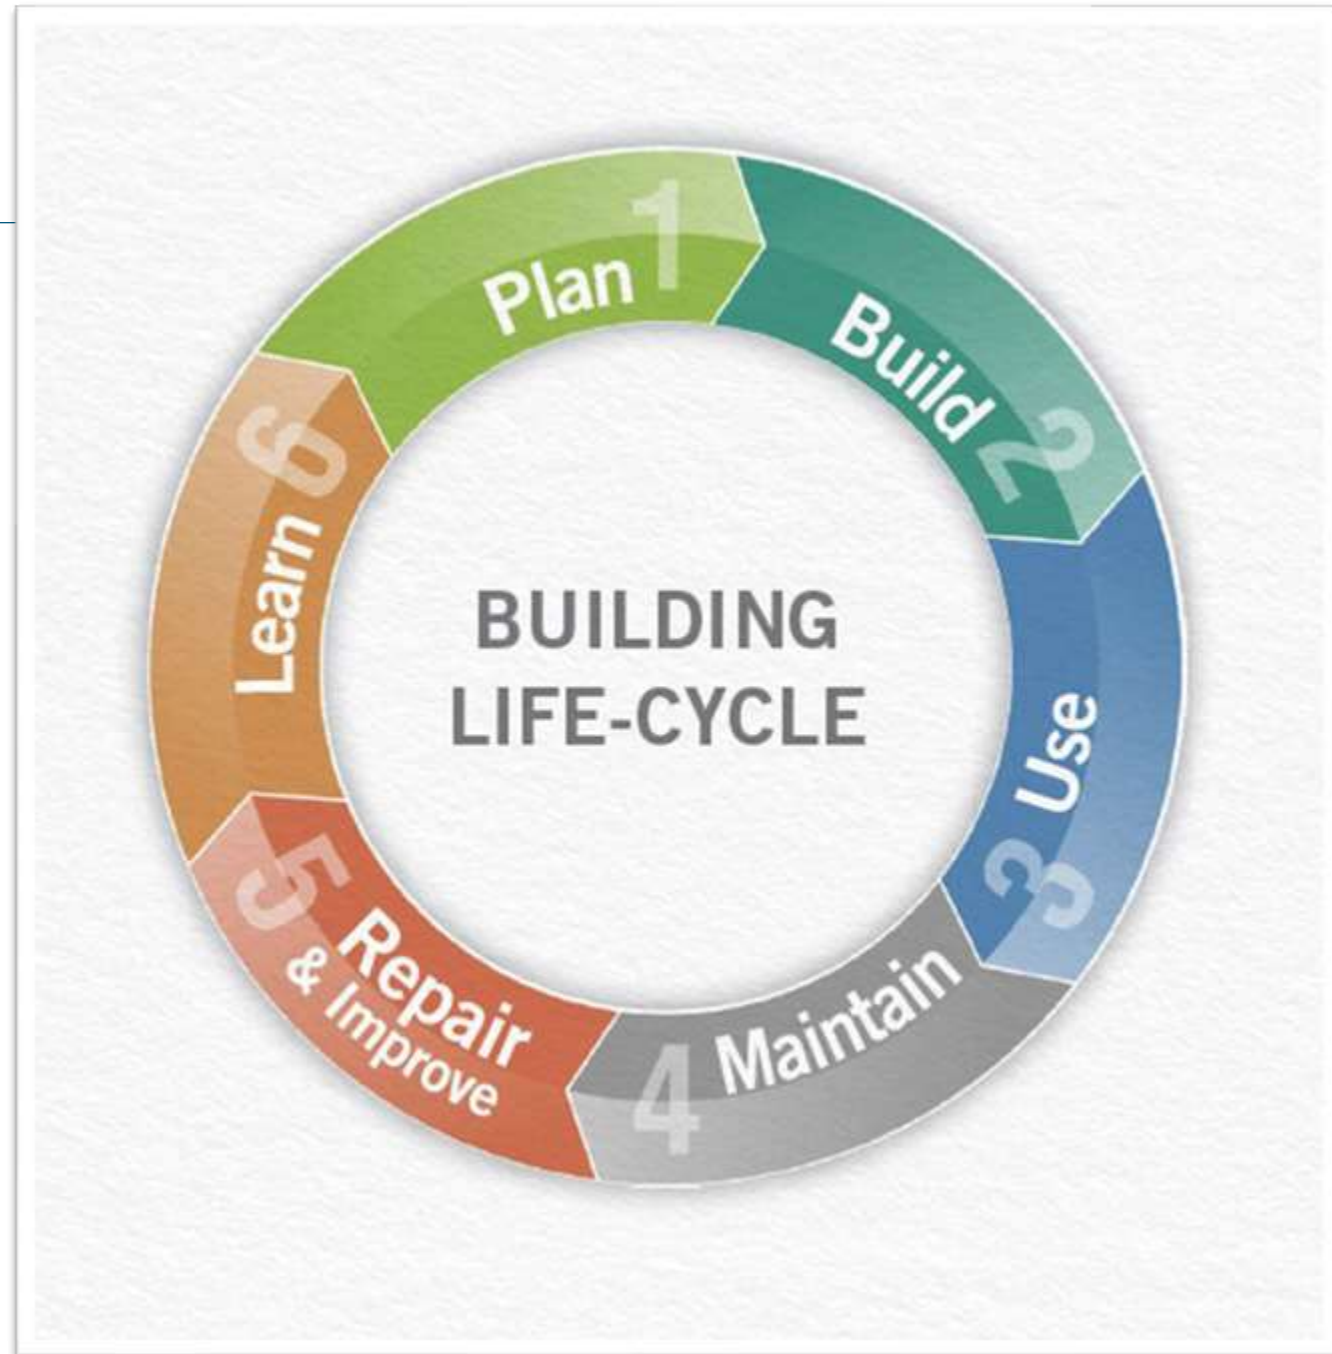 Plan 1
Build 2
Use 3
Maintain 4
Repair
& Improve
5
Learn 6
BUILDING
LIFE-CYCLE